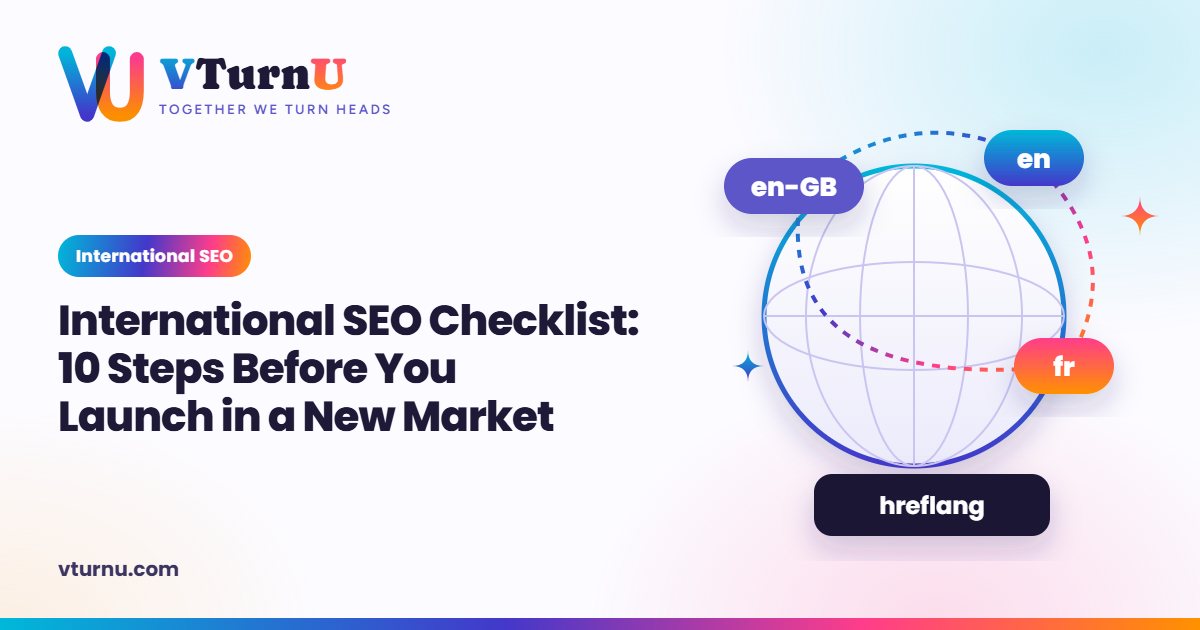 VTurnU
TOGETHER WE TURN HEADS
International SEO
International SEO Checklist:
10 Steps Before You
Launch in a New Market
vturnu.com
en-GB
en
fr
hreflang